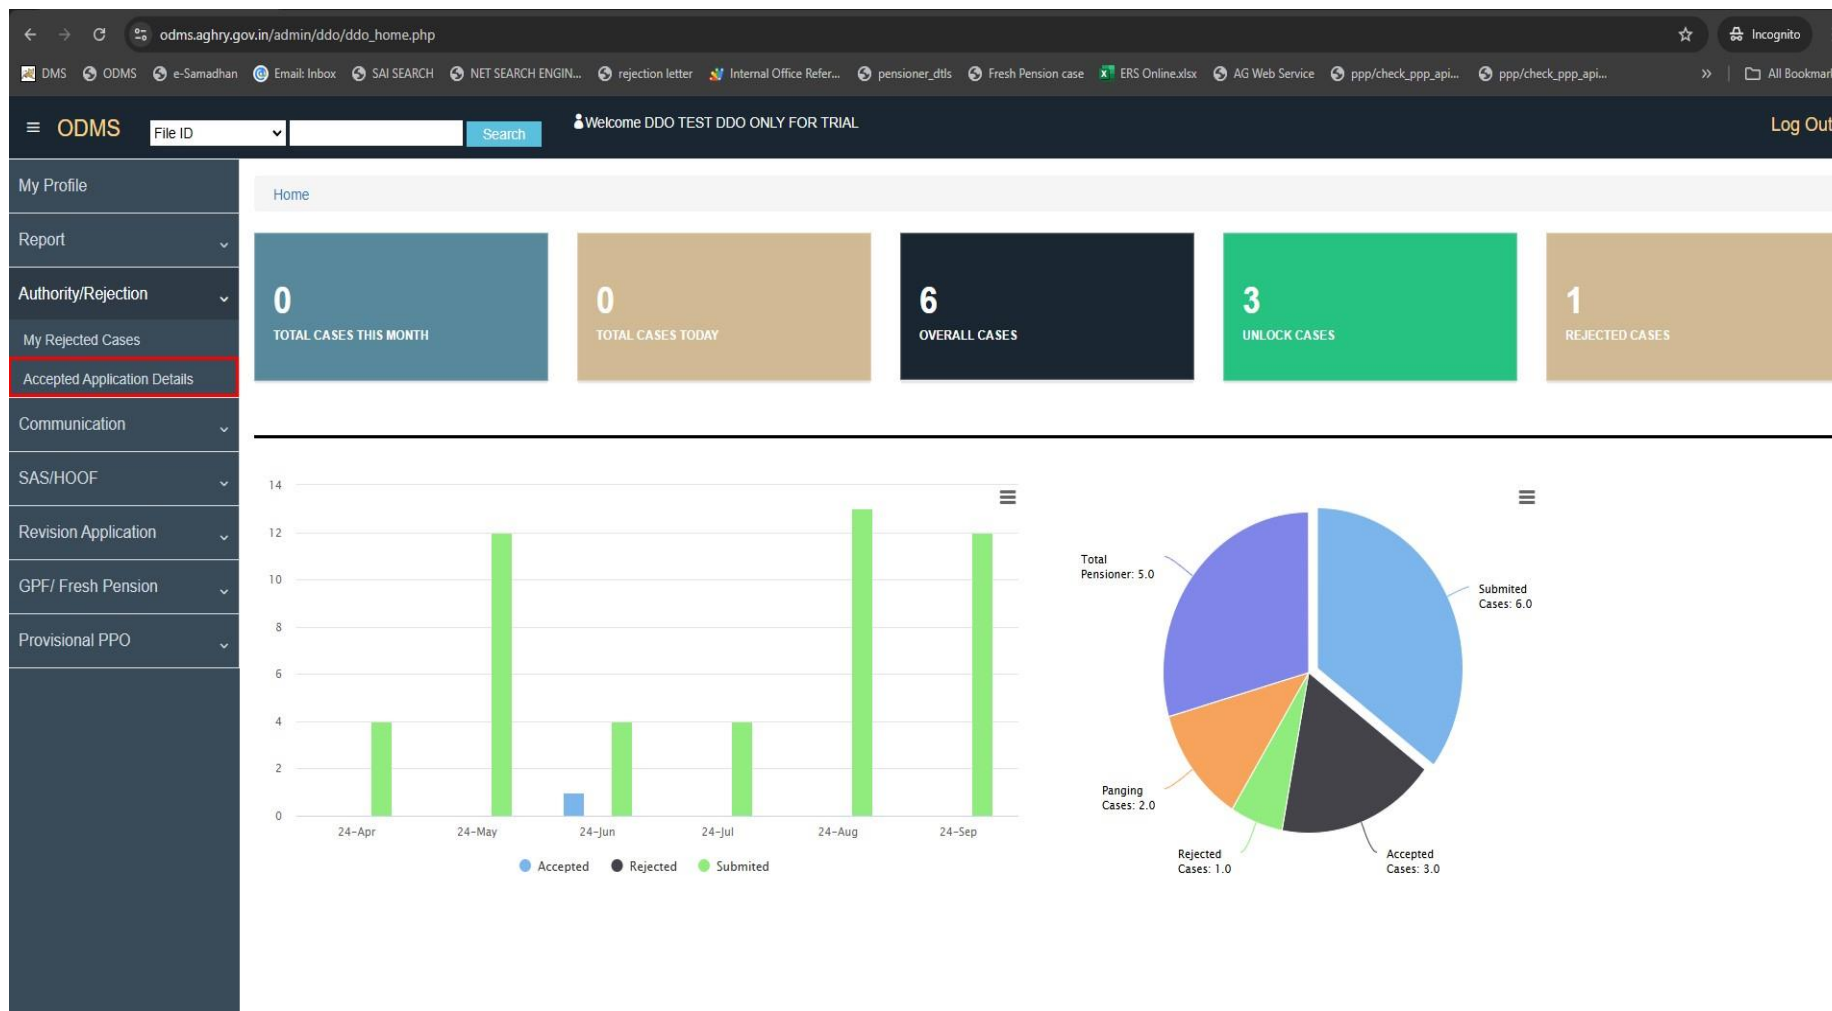 odms.aghry.gov.in/admin/ddo/ddo_home.php
Incognito
DMS ODMS e-Samadhan Email: Inbox SAI SEARCH NET SEARCH ENGIN... rejection letter Internal Office Refer... pensioner_dtls Fresh Pension case ERS Online.xlsx AG Web Service ppp/check_ppp_api... ppp/check_ppp_api... » All Bookmar
ODMS File ID Search Welcome DDO TEST DDO ONLY FOR TRIAL Log Out
My Profile
Home
Report
Authority/Rejection
My Rejected Cases
Accepted Application Details
Communication
SAS/HOOF
Revision Application
GPF/ Fresh Pension
Provisional PPO
0
TOTAL CASES THIS MONTH
0
TOTAL CASES TODAY
6
OVERALL CASES
3
UNLOCK CASES
1
REJECTED CASES
14
12
10
8
6
4
2
0
24-Apr 24-May 24-Jun 24-Jul 24-Aug 24-Sep
Accepted Rejected Submited
Total
Pensioner: 5.0
Submited
Cases: 6.0
Panging
Cases: 2.0
Rejected
Cases: 1.0
Accepted
Cases: 3.0